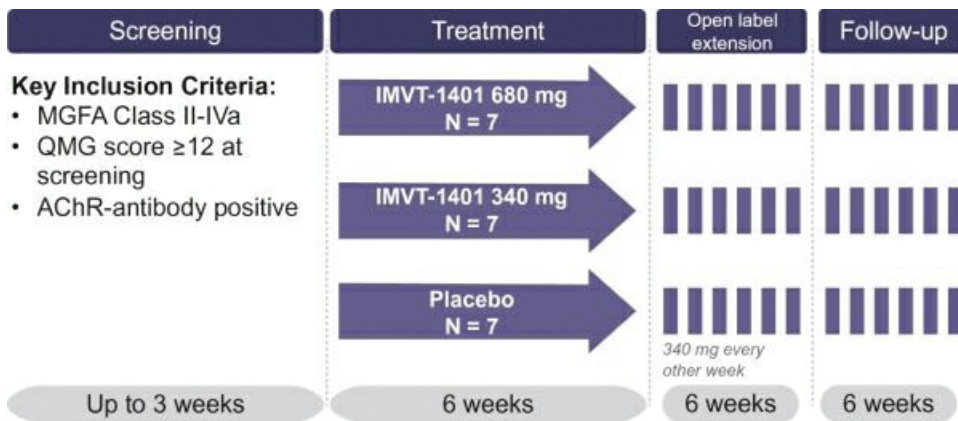 Screening
Treatment
Open label
extension
Follow-up
Key Inclusion Criteria:
• MGFA Class II-IVa
• QMG score ≥12 at
screening
• AChR-antibody positive
IMVT-1401 680 mg
N = 7
IMVT-1401 340 mg
N = 7
Placebo
N = 7
340 mg every
other week
Up to 3 weeks
6 weeks
6 weeks
6 weeks